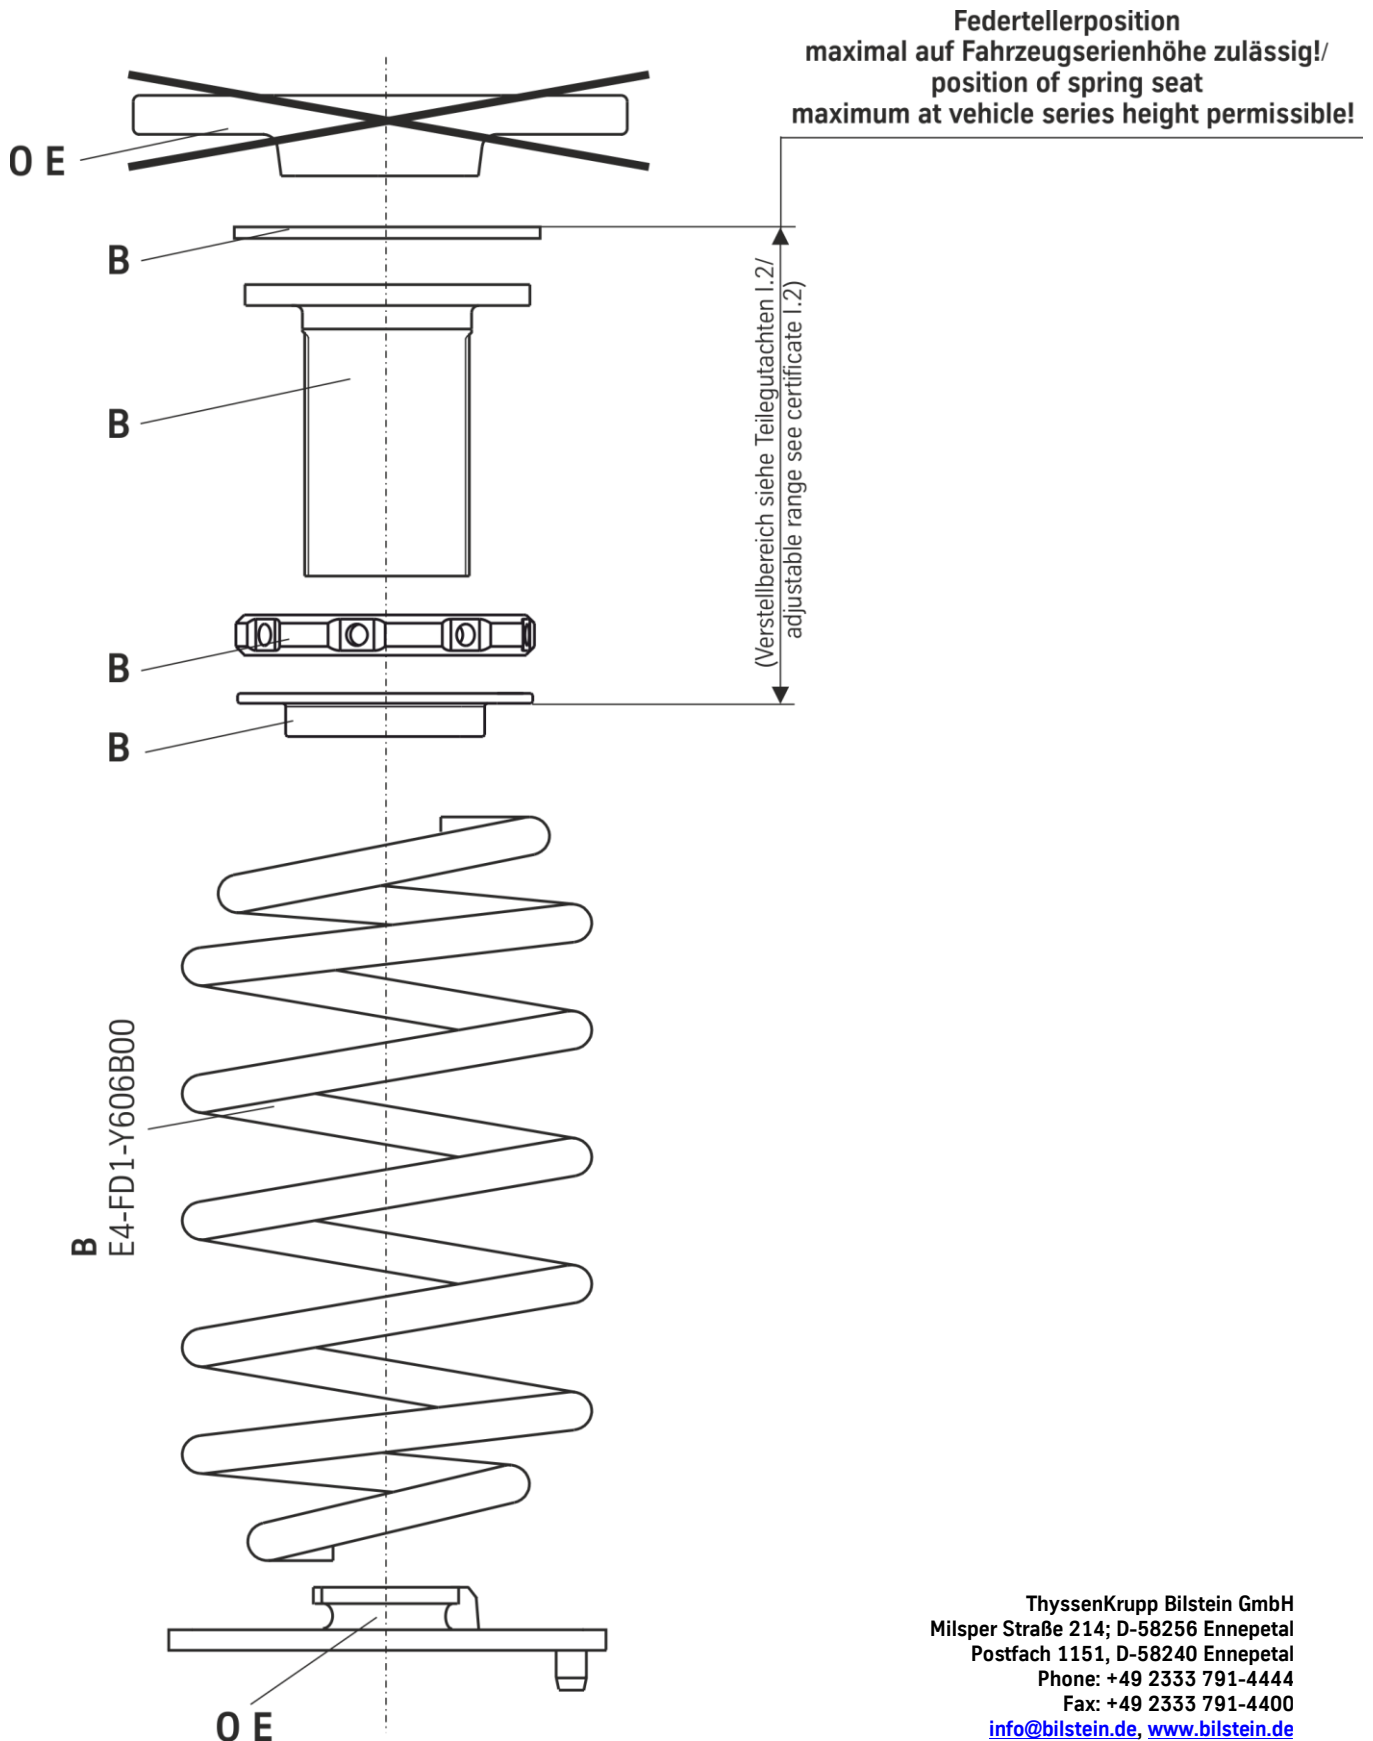 Federtellerposition
maximal auf Fahrzeugserienhöhe zulässig!/
position of spring seat
maximum at vehicle series height permissible!
O E
B
B
(Verstellbereich siehe Teilegutachten I.2/
adjustable range see certificate I.2)
B
B
B
E4-FD1-Y606B00
O E
ThyssenKrupp Bilstein GmbH
Milsper Straße 214; D-58256 Ennepetal
Postfach 1151, D-58240 Ennepetal
Phone: +49 2333 791-4444
Fax: +49 2333 791-4400
info@bilstein.de, www.bilstein.de